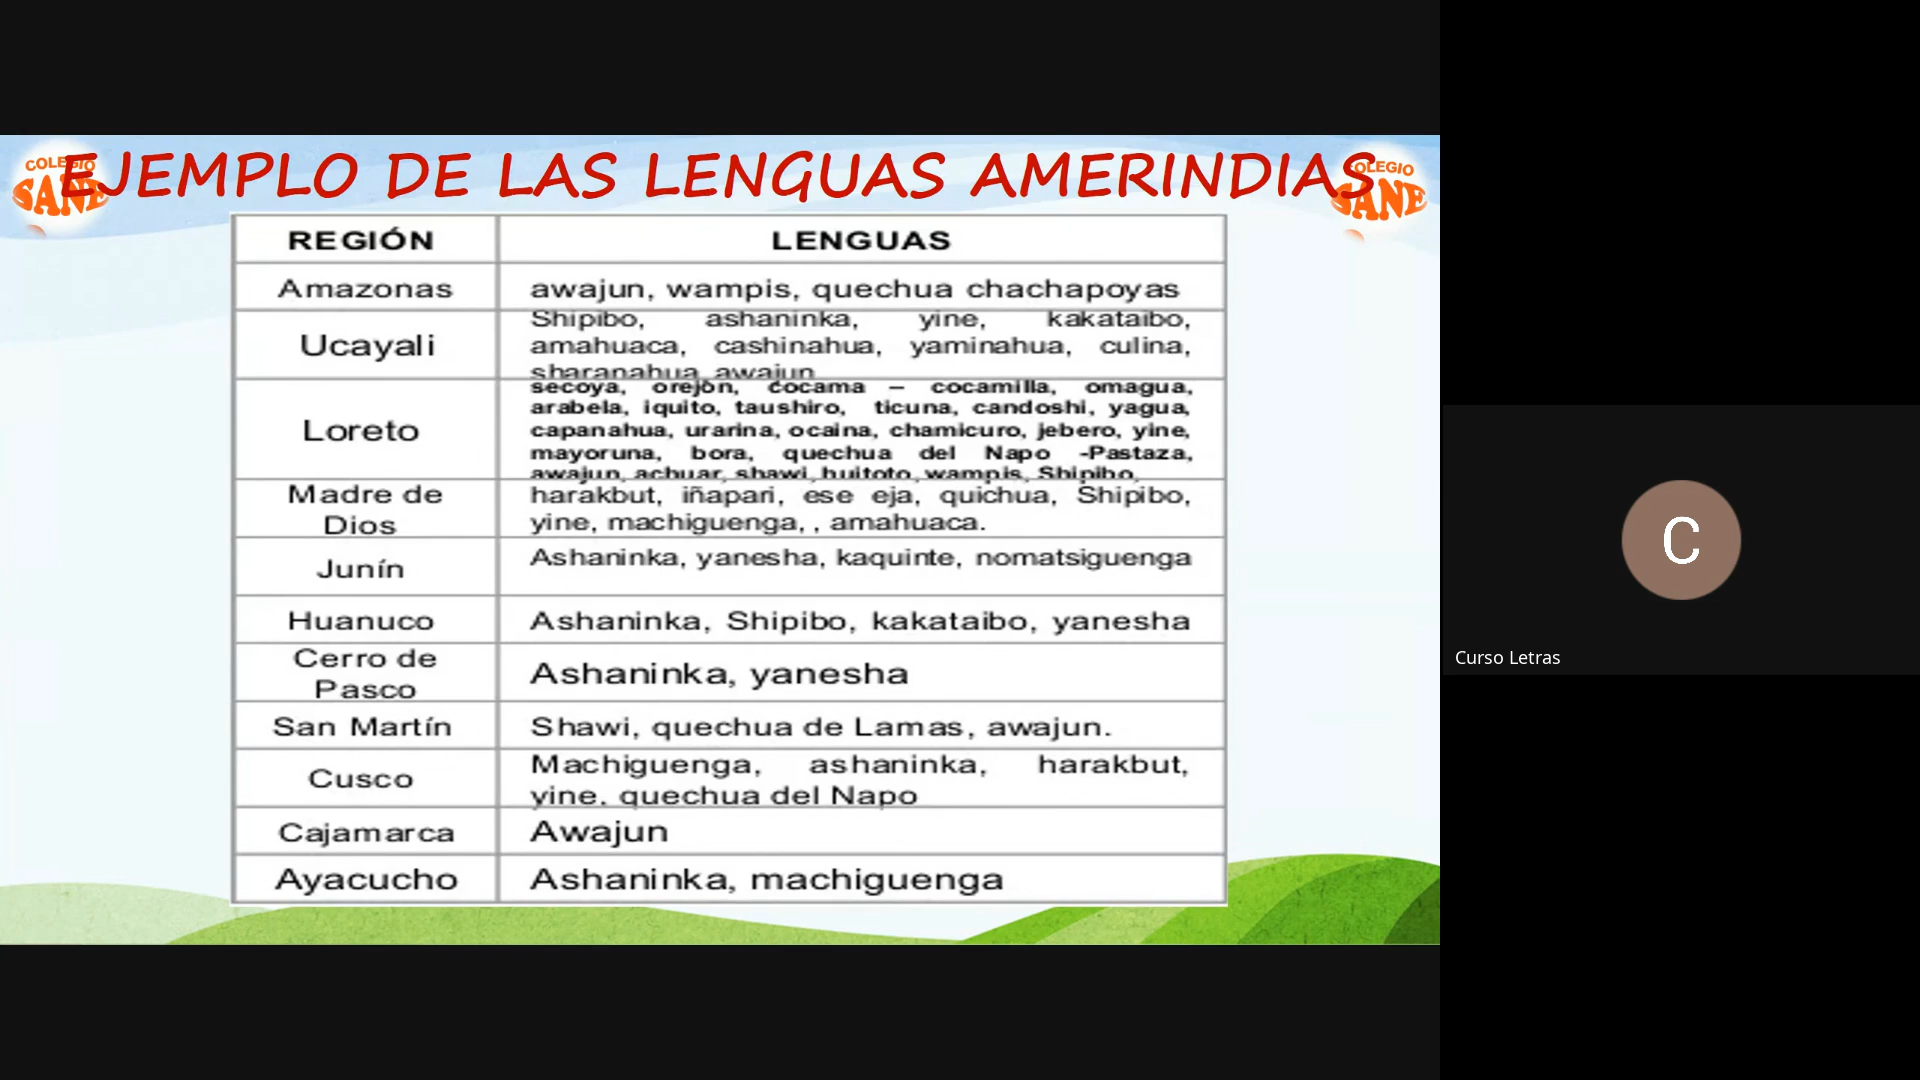 COLEGIO
SANE
EJEMPLO DE LAS LENGUAS AMERINDIAS
COLEGIO
SANE
REGIÓN LENGUAS
Amazonas awajun, wampis, quechua chachapoyas
Ucayali
Shipibo, ashaninka, yine, kakataibo,
amahuaca, cashinahua, yaminahua, culina,
sharanahua, awajun
Loreto
secoya, orejón, cocama – cocamilla, omagua,
arabela, iquito, taushiro, ticuna, candoshi, yagua,
capanahua, urarina, ocaina, chamicuro, jebero, yine,
mayoruna, bora, quechua del Napo -Pastaza,
awajun, achuar, shawi, huitoto, wampis, Shipibo,
Madre de
Dios
harakbut, iñapari, ese eja, quichua, Shipibo,
yine, machiguenga, , amahuaca.
Junín Ashaninka, yanesha, kaquinte, nomatsiguenga
Huanuco Ashaninka, Shipibo, kakataibo, yanesha
Cerro de
Pasco
Ashaninka, yanesha
San Martín Shawi, quechua de Lamas, awajun.
Cusco
Machiguenga, ashaninka, harakbut,
yine, quechua del Napo
Cajamarca Awajun
Ayacucho Ashaninka, machiguenga
C
Curso Letras